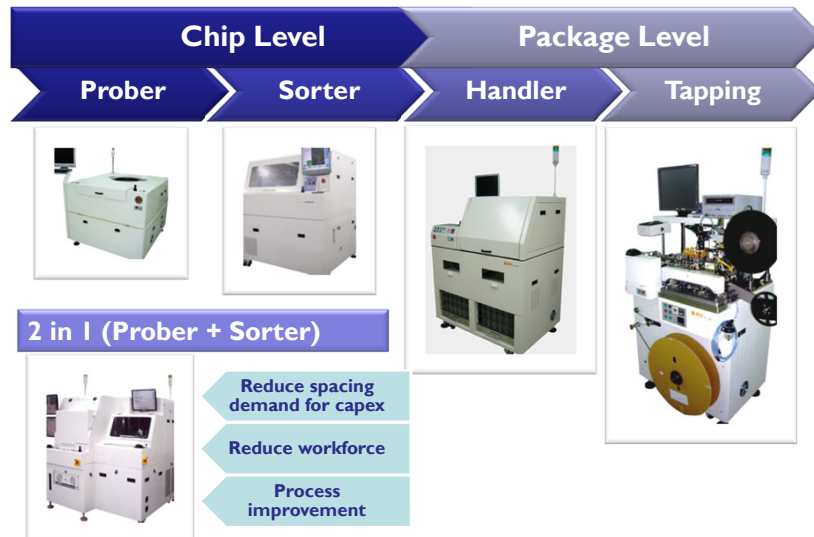 Chip Level
Package Level
Prober
Sorter
Handler
Tapping
2 in 1 (Prober + Sorter)
Reduce spacing
demand for capex
Reduce workforce
Process
improvement